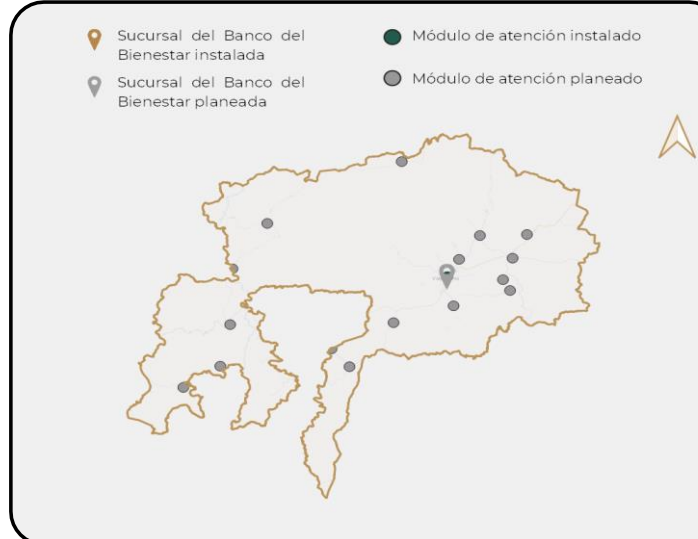 Sucursal del Banco del
Bienestar instalada
Sucursal del Banco del
Bienestar planeada
Módulo de atención instalado
Módulo de atención planeado